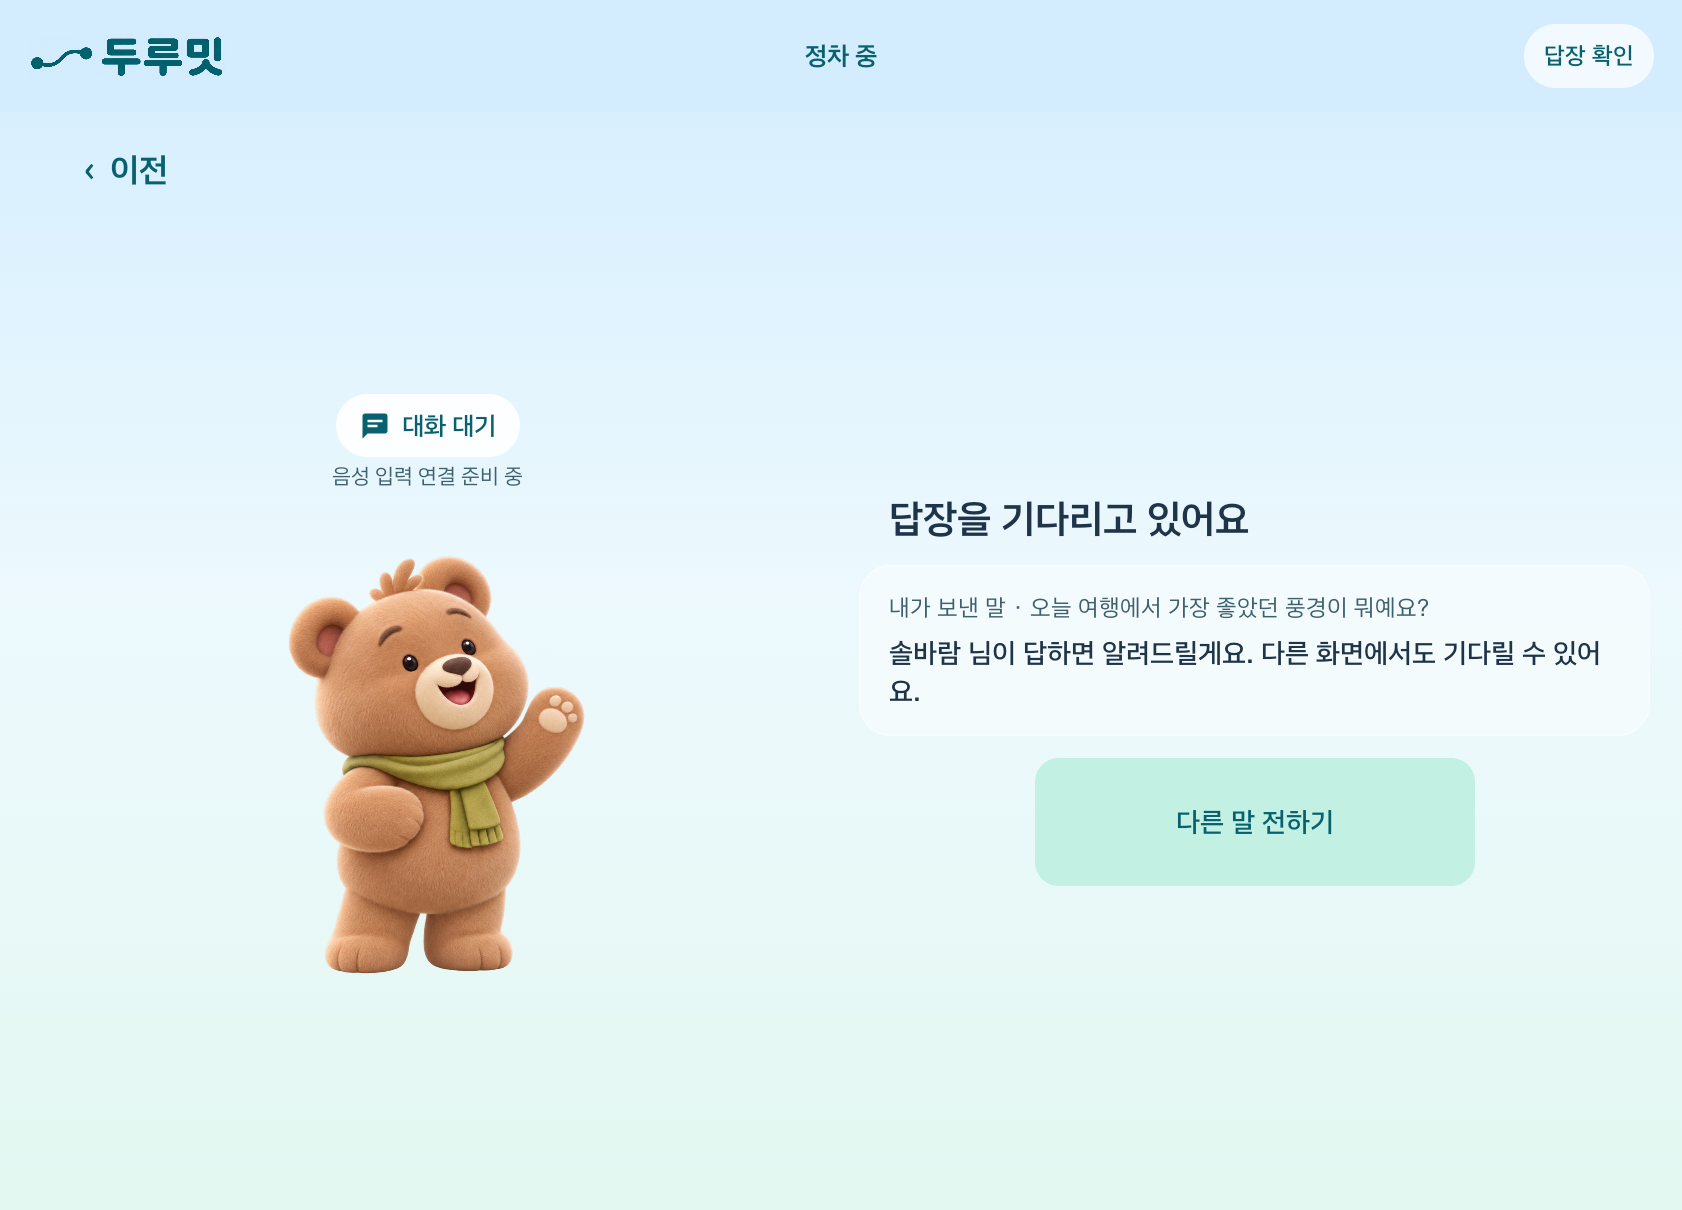 두루밋
정차 중
답장 확인
‹ 이전
대화 대기
음성 입력 연결 준비 중
답장을 기다리고 있어요
내가 보낸 말 · 오늘 여행에서 가장 좋았던 풍경이 뭐예요?
솔바람 님이 답하면 알려드릴게요. 다른 화면에서도 기다릴 수 있어
요.
다른 말 전하기